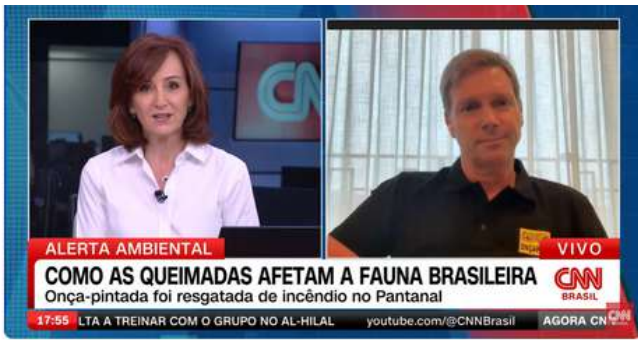 CN
ALERTA AMBIENTAL
VIVO
COMO AS QUEIMADAS AFETAM A FAUNA BRASILEIRA
Onça-pintada foi resgatada de incêndio no Pantanal
CNN
BRASIL
17:55 LTA A TREINAR COM O GRUPO NO AL-HILAL youtube.com/@CNNBrasil AGORA CN
CNN